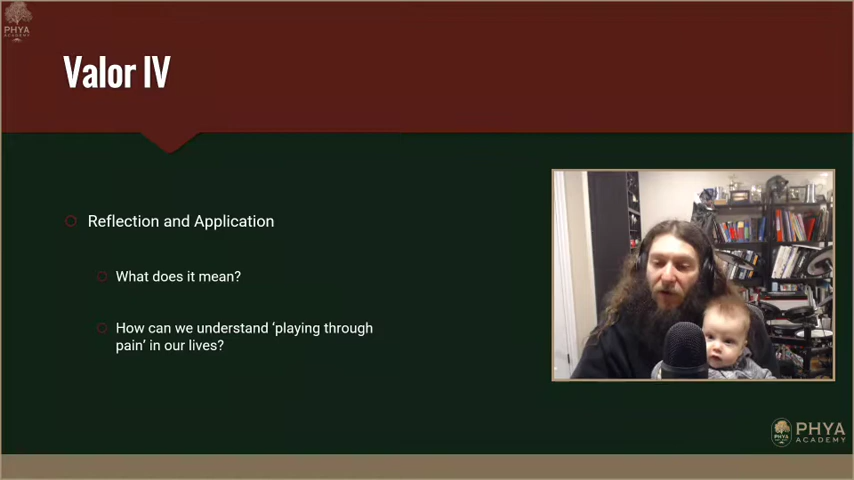 PHYA
ACADEMY
Valor IV
Reflection and Application
What does it mean?
How can we understand ‘playing through
pain’ in our lives?
PHYA
PHYA
ACADEMY